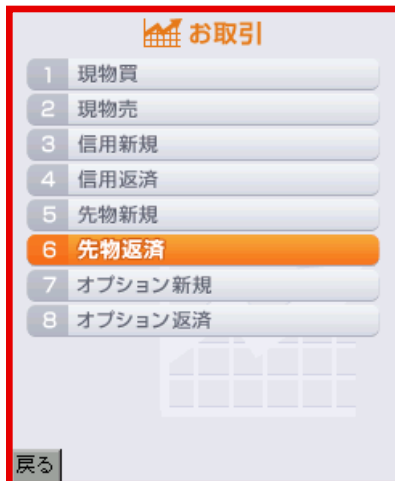 お取引
1 現物買
2 現物売
3 信用新規
4 信用返済
5 先物新規
6 先物返済
7 オプション新規
8 オプション返済
戻る